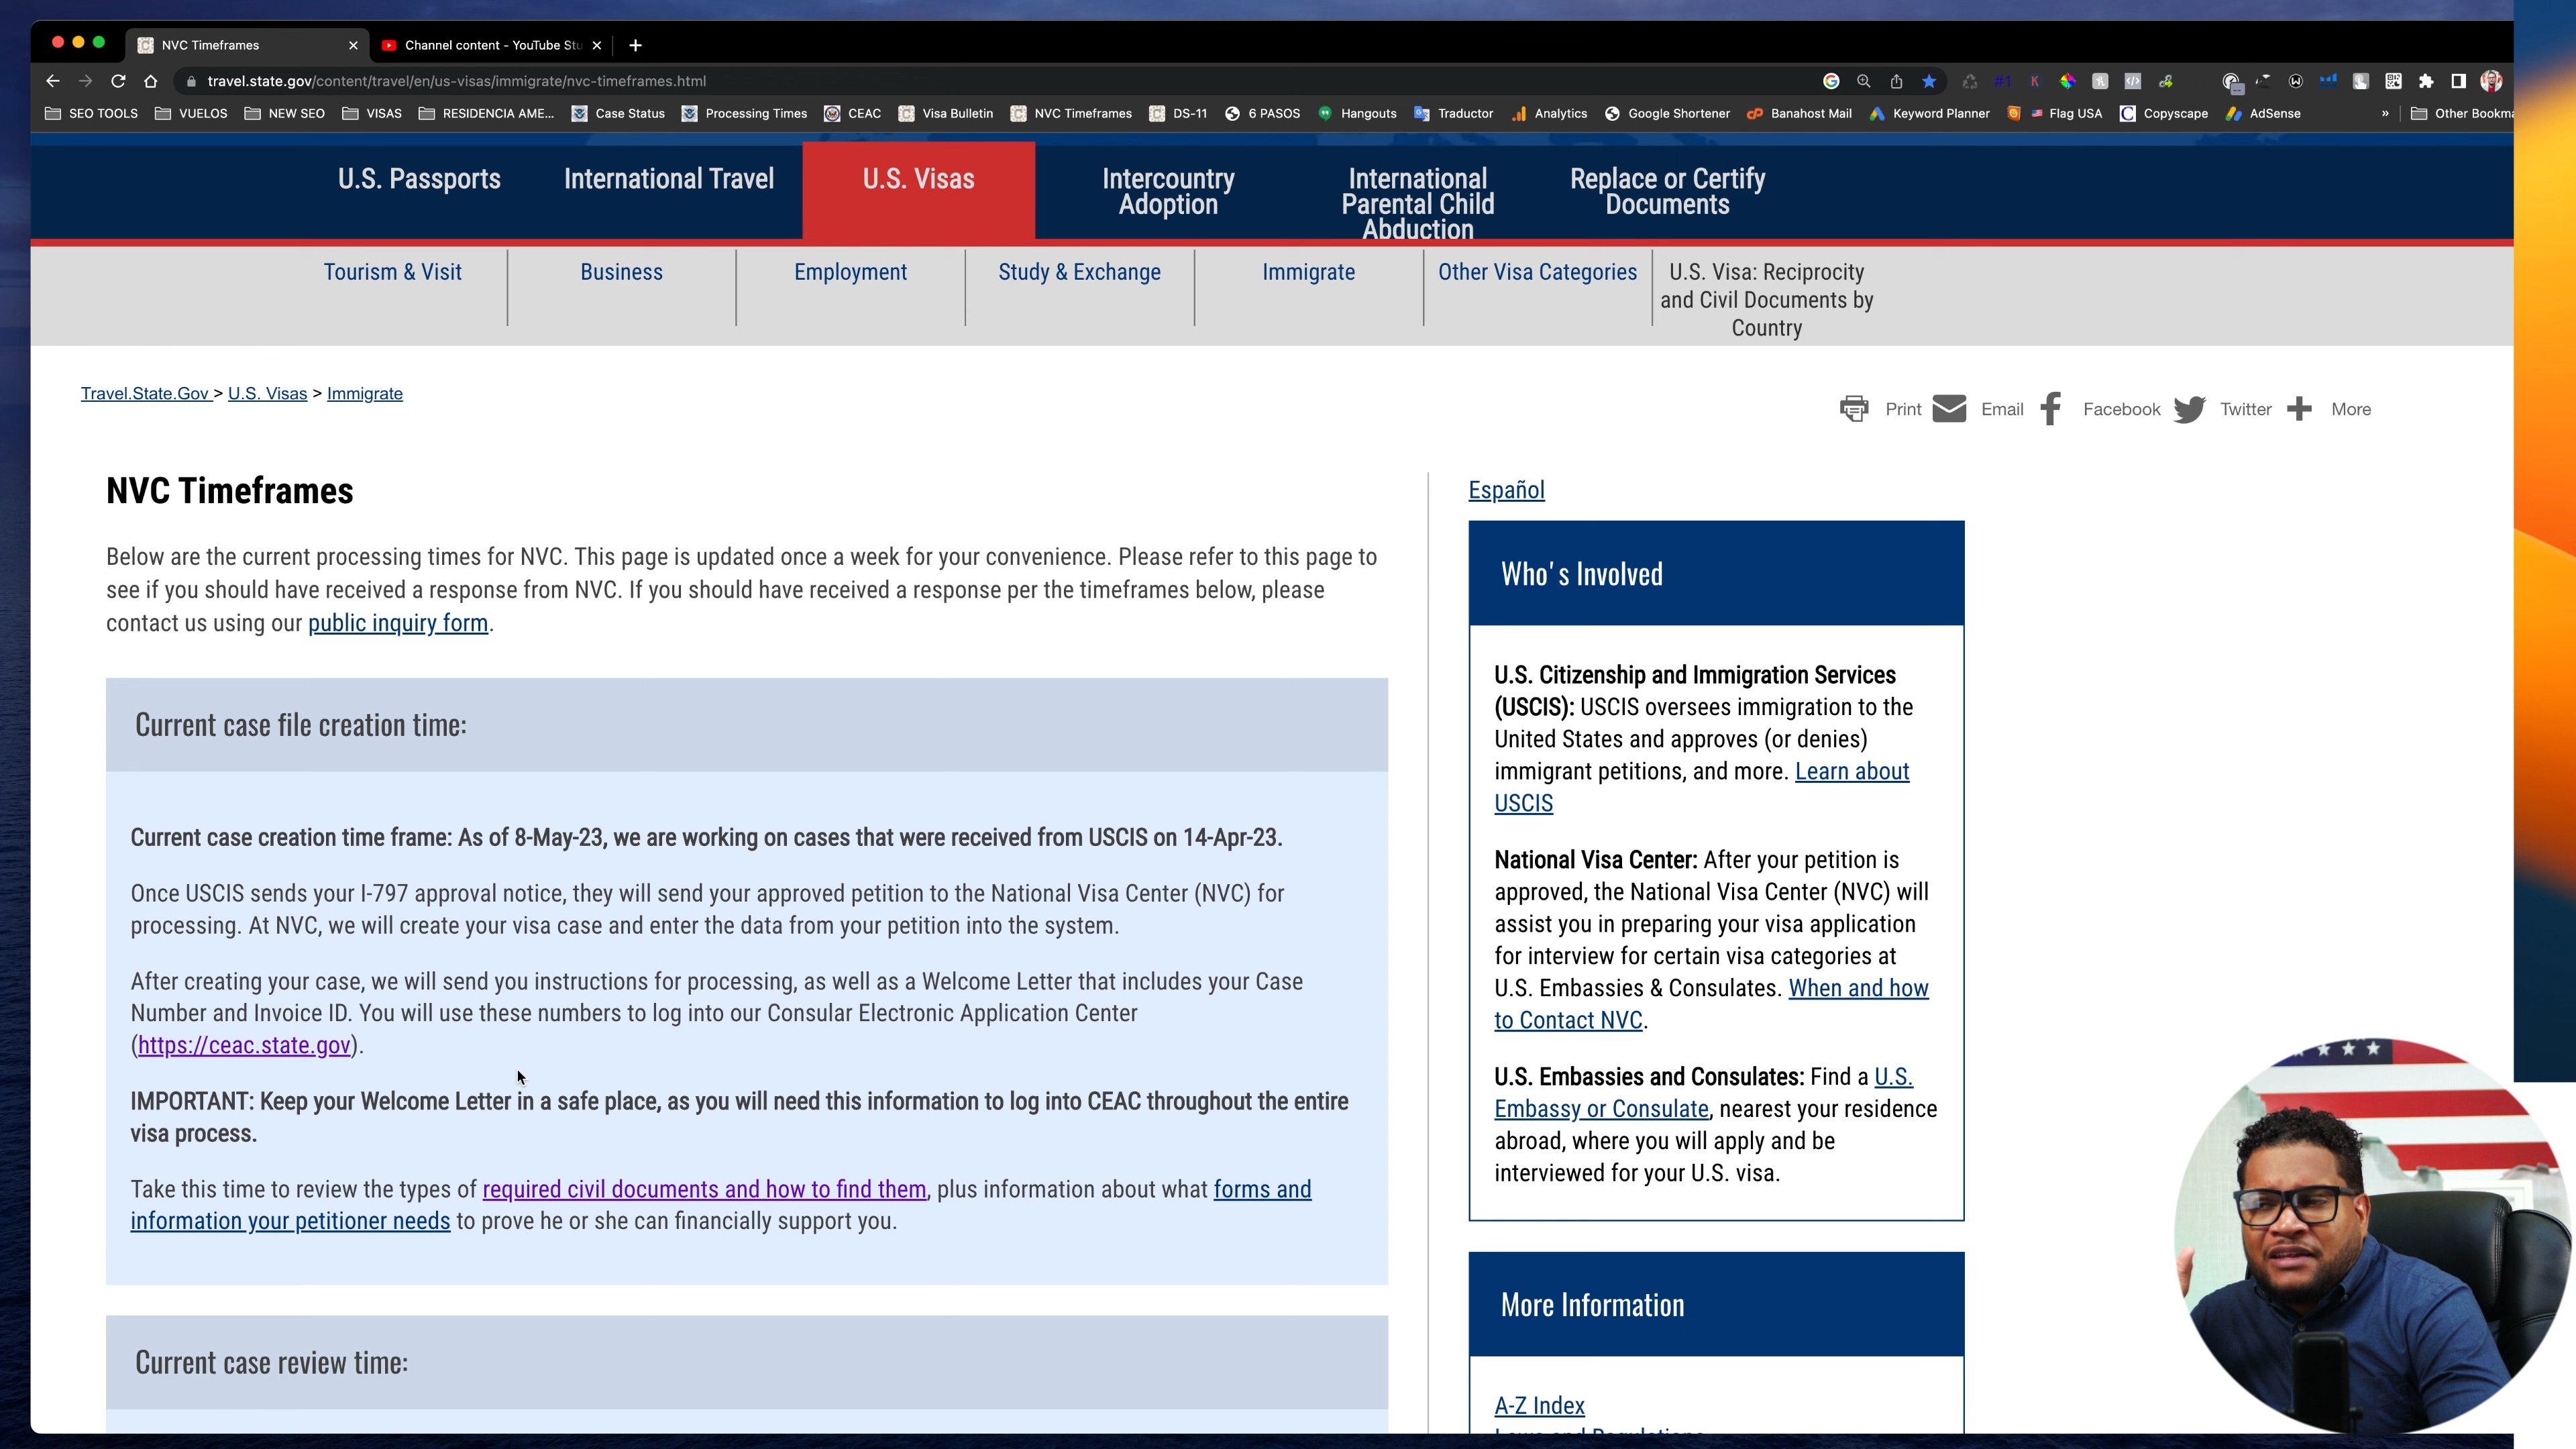 NVC Timeframes
Channel content - YouTube Stu
travel.state.gov/content/travel/en/us-visas/immigrate/nvc-timeframes.html
SEO TOOLS VUELOS NEW SEO VISAS RESIDENCIA AME... Case Status Processing Times CEAC Visa Bulletin NVC Timeframes DS-11 6 PASOS Hangouts Traductor Analytics Google Shortener Banahost Mail Keyword Planner Flag USA Copyscape AdSense » Other Bookma
U.S. Passports
International Travel
U.S. Visas
Intercountry
Adoption
International
Parental Child
Abduction
Replace or Certify
Documents
Tourism & Visit
Business
Employment
Study & Exchange
Immigrate
Other Visa Categories
U.S. Visa: Reciprocity
and Civil Documents by
Country
Travel.State.Gov > U.S. Visas > Immigrate
Print Email Facebook Twitter More
NVC Timeframes
Below are the current processing times for NVC. This page is updated once a week for your convenience. Please refer to this page to
see if you should have received a response from NVC. If you should have received a response per the timeframes below, please
contact us using our public inquiry form.
Current case file creation time:
Current case creation time frame: As of 8-May-23, we are working on cases that were received from USCIS on 14-Apr-23.
Once USCIS sends your I-797 approval notice, they will send your approved petition to the National Visa Center (NVC) for
processing. At NVC, we will create your visa case and enter the data from your petition into the system.
After creating your case, we will send you instructions for processing, as well as a Welcome Letter that includes your Case
Number and Invoice ID. You will use these numbers to log into our Consular Electronic Application Center
(https://ceac.state.gov).
IMPORTANT: Keep your Welcome Letter in a safe place, as you will need this information to log into CEAC throughout the entire
visa process.
Take this time to review the types of required civil documents and how to find them, plus information about what forms and
information your petitioner needs to prove he or she can financially support you.
Current case review time:
Español
Who's Involved
U.S. Citizenship and Immigration Services
(USCIS): USCIS oversees immigration to the
United States and approves (or denies)
immigrant petitions, and more. Learn about
USCIS
National Visa Center: After your petition is
approved, the National Visa Center (NVC) will
assist you in preparing your visa application
for interview for certain visa categories at
U.S. Embassies & Consulates. When and how
to Contact NVC.
U.S. Embassies and Consulates: Find a U.S.
Embassy or Consulate, nearest your residence
abroad, where you will apply and be
interviewed for your U.S. visa.
More Information
A-Z Index
Laws and Regulations